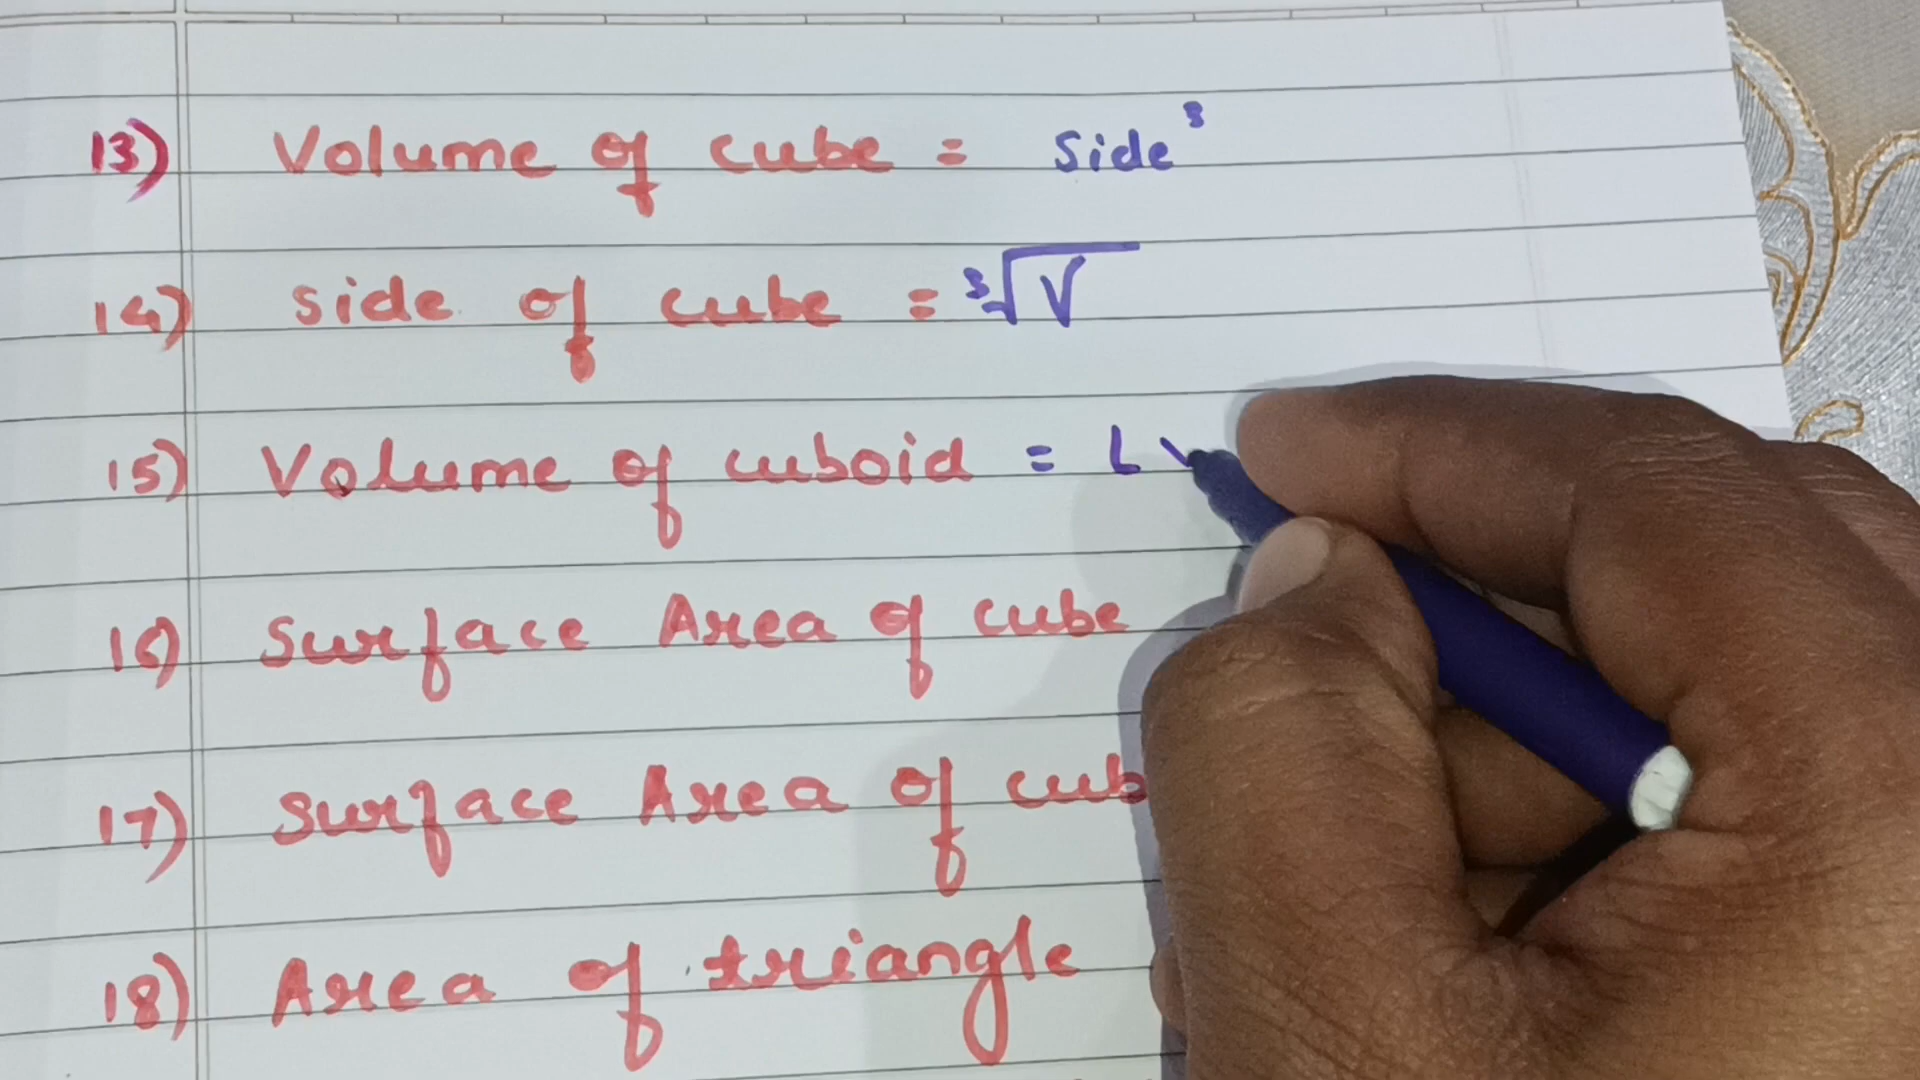 13) Volume of cube = Side³
14) side of cube = ³√V
15) Volume of cuboid = L
16) Surface Area of cube
17) Surface Area of cub
18) Area of triangle